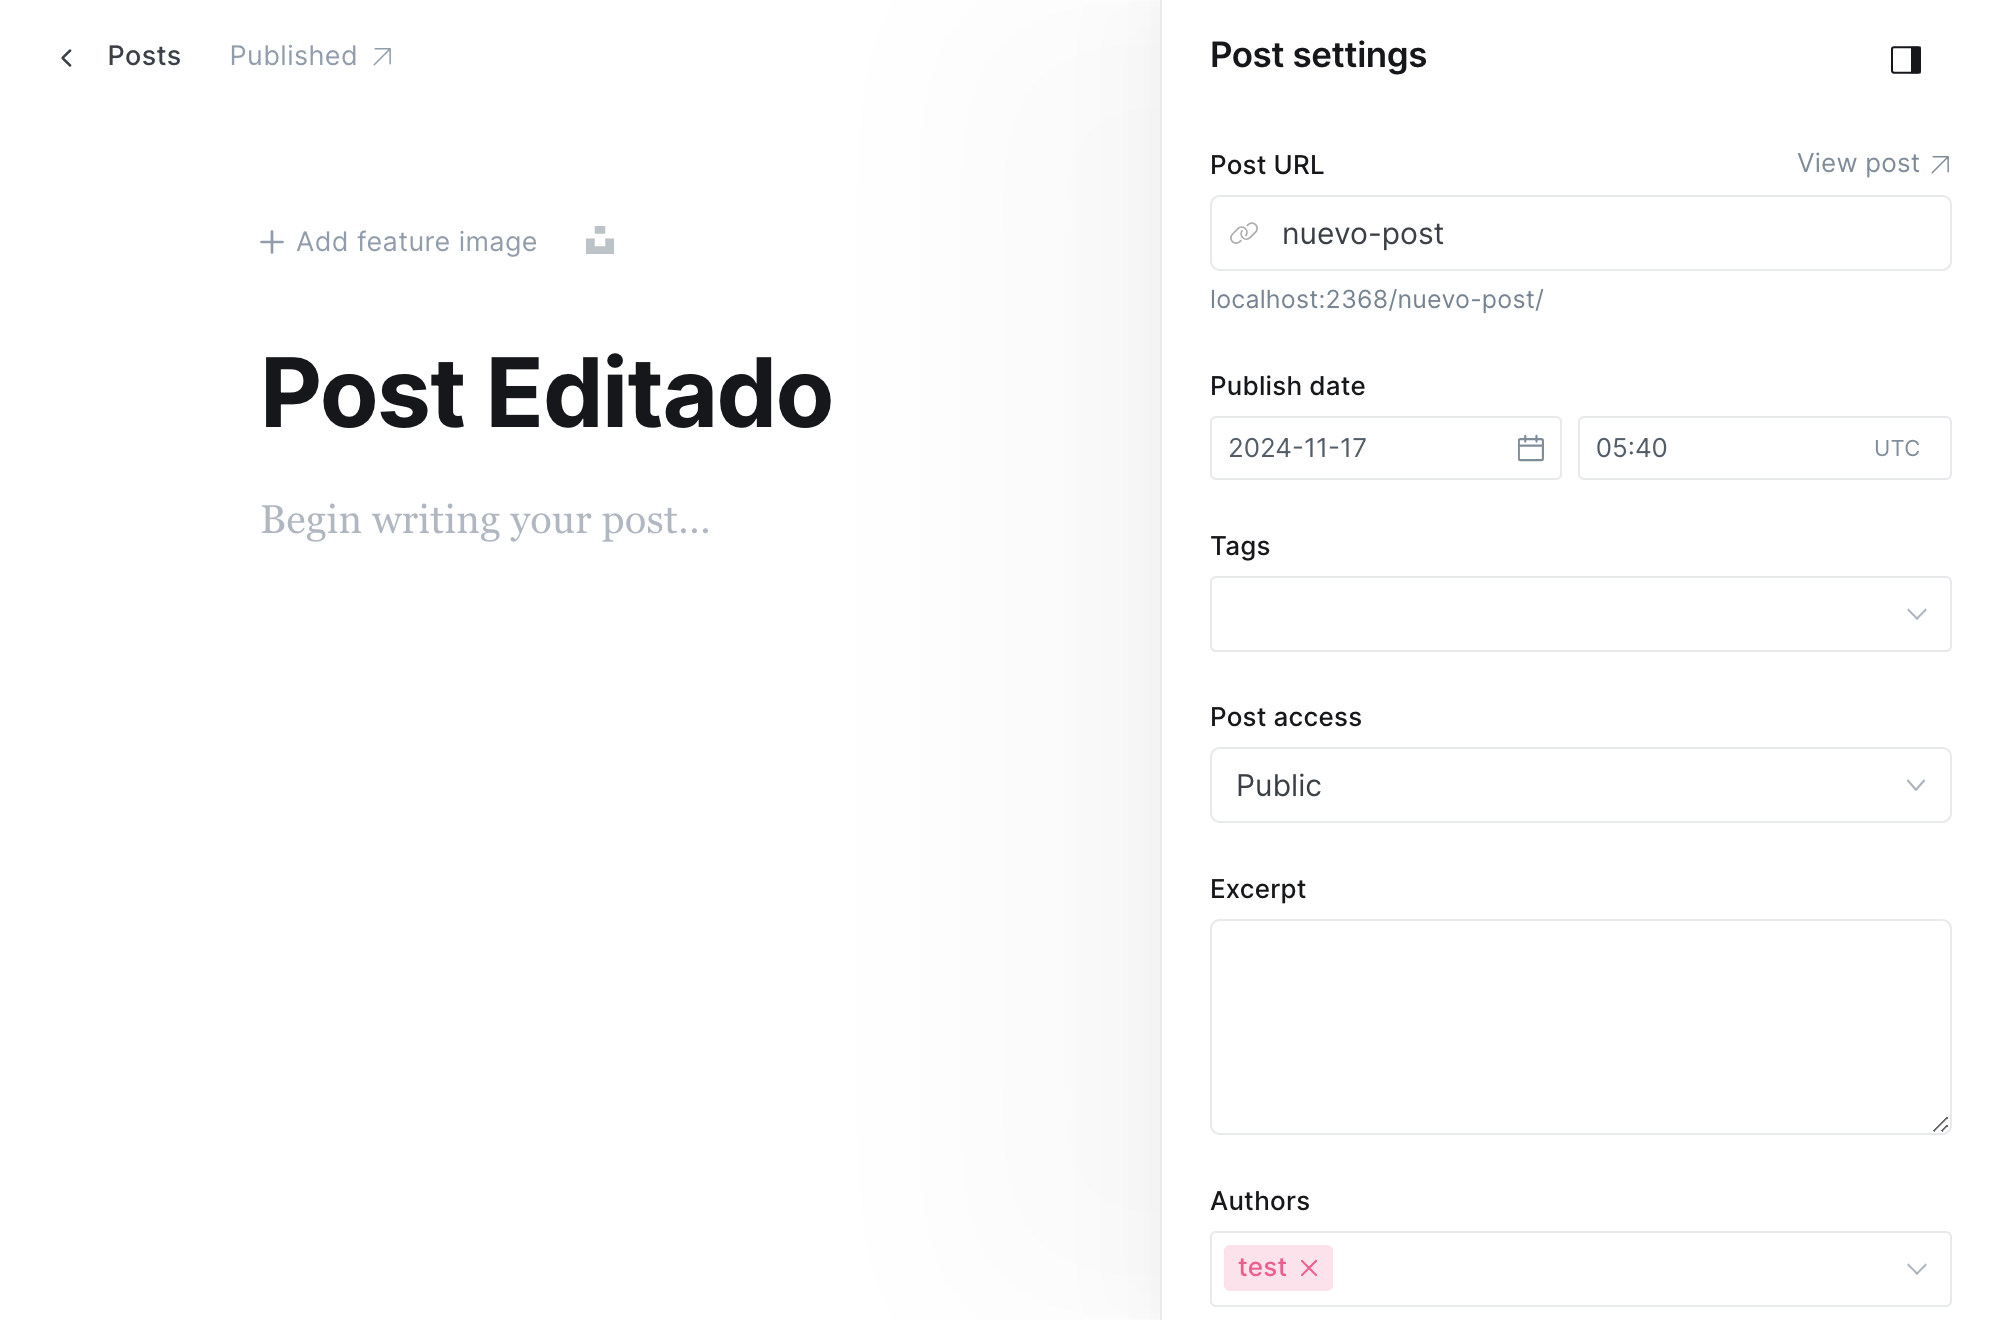 Posts
Published
Add feature image
Post Editado
Begin writing your post...
Post settings
Post URL
View post
nuevo-post
localhost:2368/nuevo-post/
Publish date
2024-11-17
05:40
UTC
Tags
Post access
Public
Excerpt
Authors
test